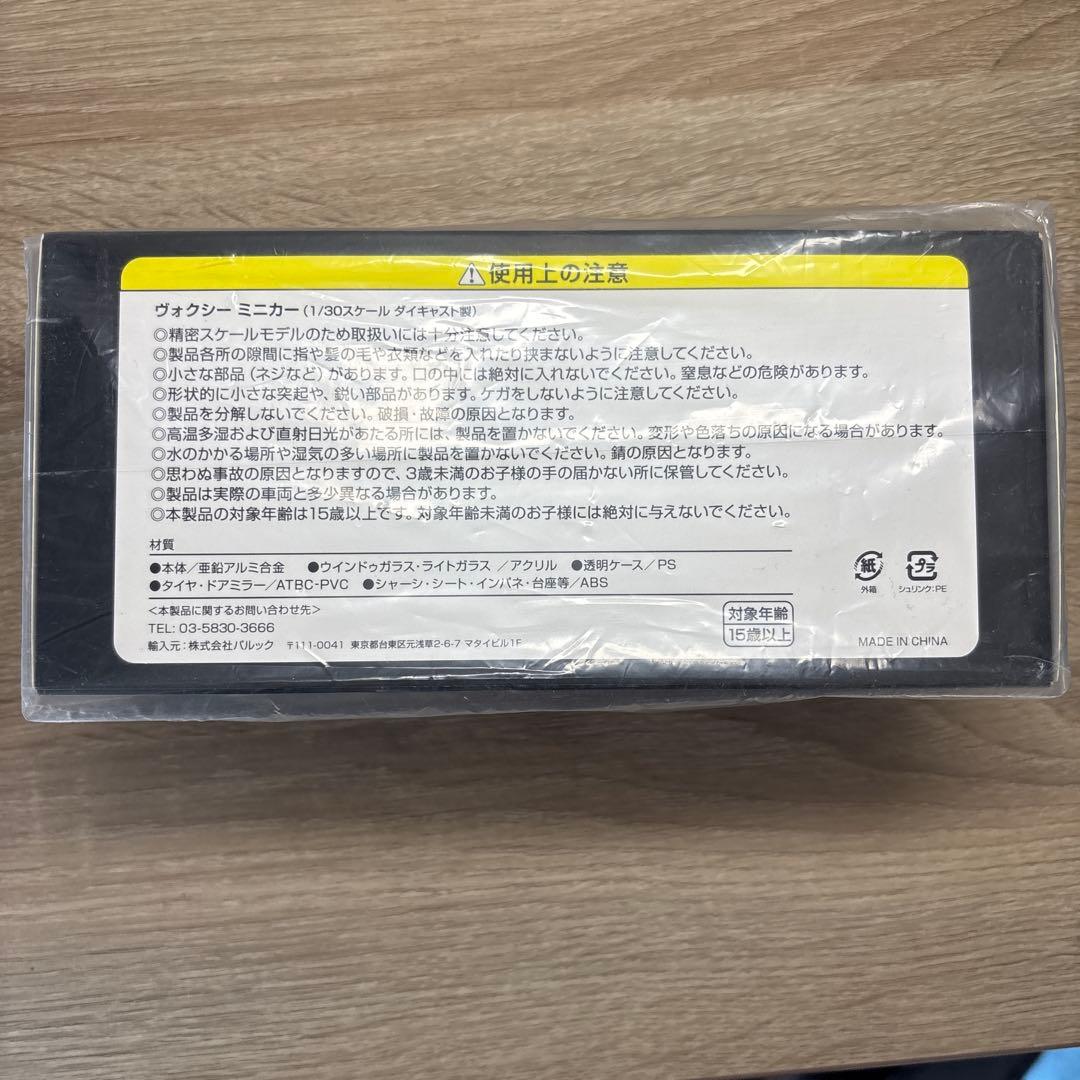 ⚠使用上の注意
ヴォクシー ミニカー(1/30スケール ダイキャスト製)
◎精密スケールモデルのため取扱いには十分注意してください。
◎製品各所の隙間に指や髪の毛や衣類などを入れたり挟まないように注意してください。
◎小さな部品(ネジなど)があります。口の中には絶対に入れないでください。窒息などの危険があります。
◎形状的に小さな突起や、鋭い部品があります。ケガをしないように注意してください。
◎製品を分解しないでください。破損・故障の原因となります。
◎高温多湿および直射日光があたる所には、製品を置かないでください。変形や色落ちの原因になる場合があります。
◎水のかかる場所や湿気の多い場所に製品を置かないでください。錆の原因となります。
◎思わぬ事故の原因となりますので、3歳未満のお子様の手の届かない所に保管してください。
◎製品は実際の車両と多少異なる場合があります。
◎本製品の対象年齢は15歳以上です。対象年齢未満のお子様には絶対に与えないでください。
材質
●本体/亜鉛アルミ合金 ●ウインドゥガラス・ライトガラス /アクリル ●透明ケース/PS
●タイヤ・ドアミラー/ATBC-PVC ●シャーシ・シート・インパネ・台座等/ABS
<本製品に関するお問い合わせ先>
TEL: 03-5830-3666
輸入元:株式会社バルック 〒111-0041 東京都台東区元浅草2-6-7 マタイビル1F
対象年齢
15歳以上
紙
外箱
プラ
シュリンク:PE
MADE IN CHINA